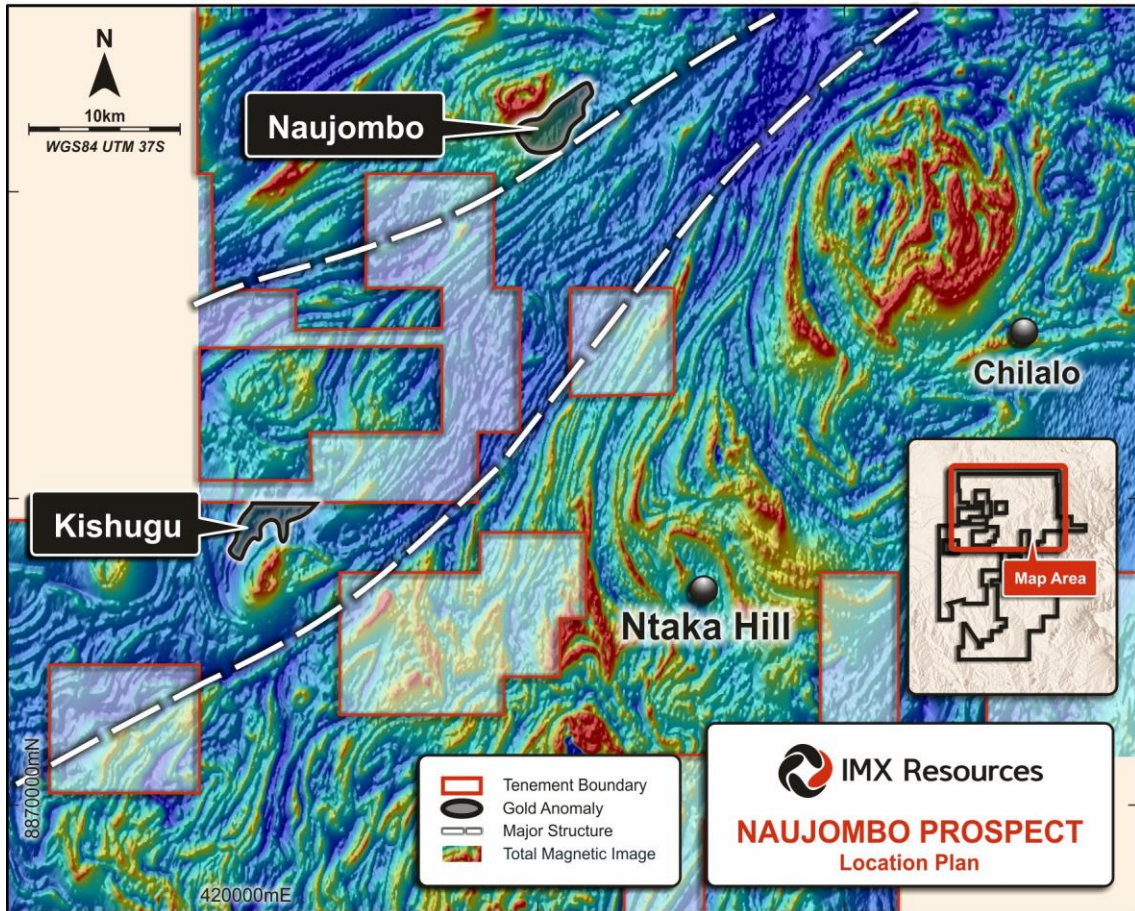 N
10km
WGS84 UTM 37S
Naujombo
Chilalo
Kishugu
Map Area
Ntaka Hill
8870000mN
420000mE
Tenement Boundary
Gold Anomaly
Major Structure
Total Magnetic Image
IMX Resources
NAUJOMBO PROSPECT
Location Plan